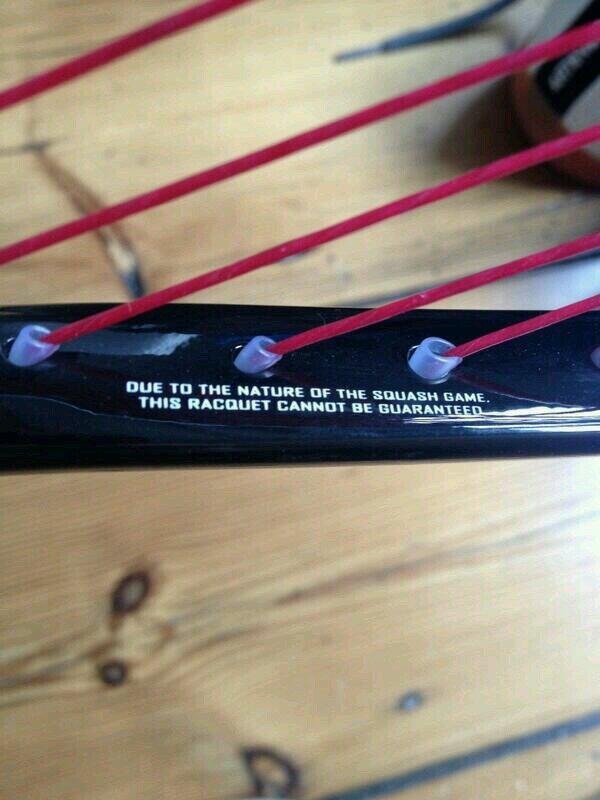 DUE TO THE NATURE OF THE SQUASH GAME.
THIS RACQUET CANNOT BE GUARANTEED